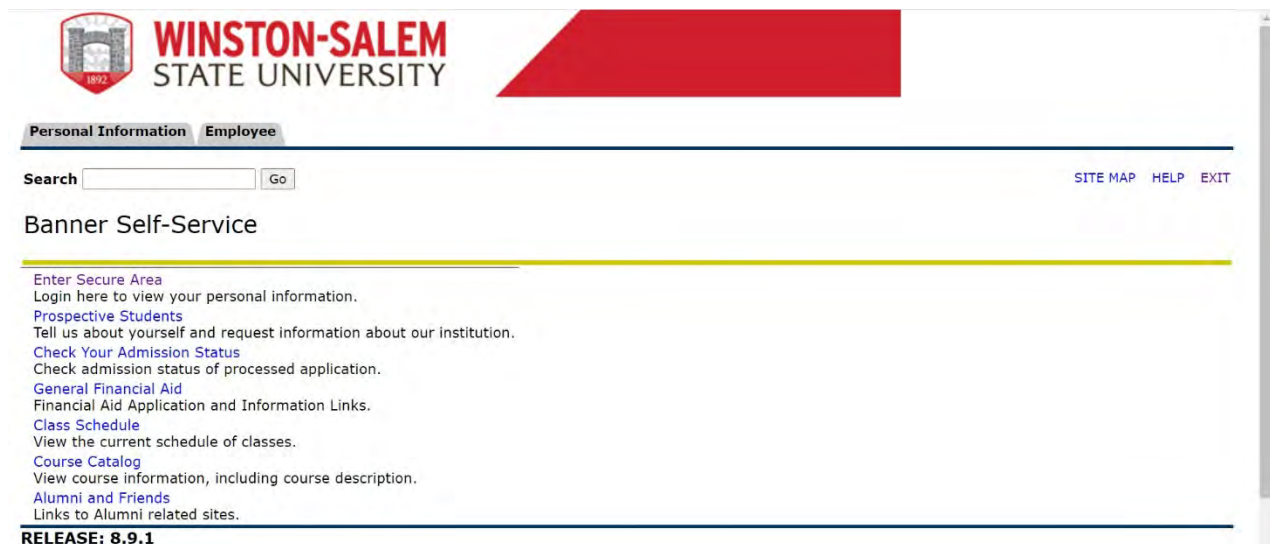 1892
WINSTON-SALEM
STATE UNIVERSITY
Personal Information Employee
Search Go SITE MAP HELP EXIT
Banner Self-Service
Enter Secure Area
Login here to view your personal information.
Prospective Students
Tell us about yourself and request information about our institution.
Check Your Admission Status
Check admission status of processed application.
General Financial Aid
Financial Aid Application and Information Links.
Class Schedule
View the current schedule of classes.
Course Catalog
View course information, including course description.
Alumni and Friends
Links to Alumni related sites.
RELEASE: 8.9.1